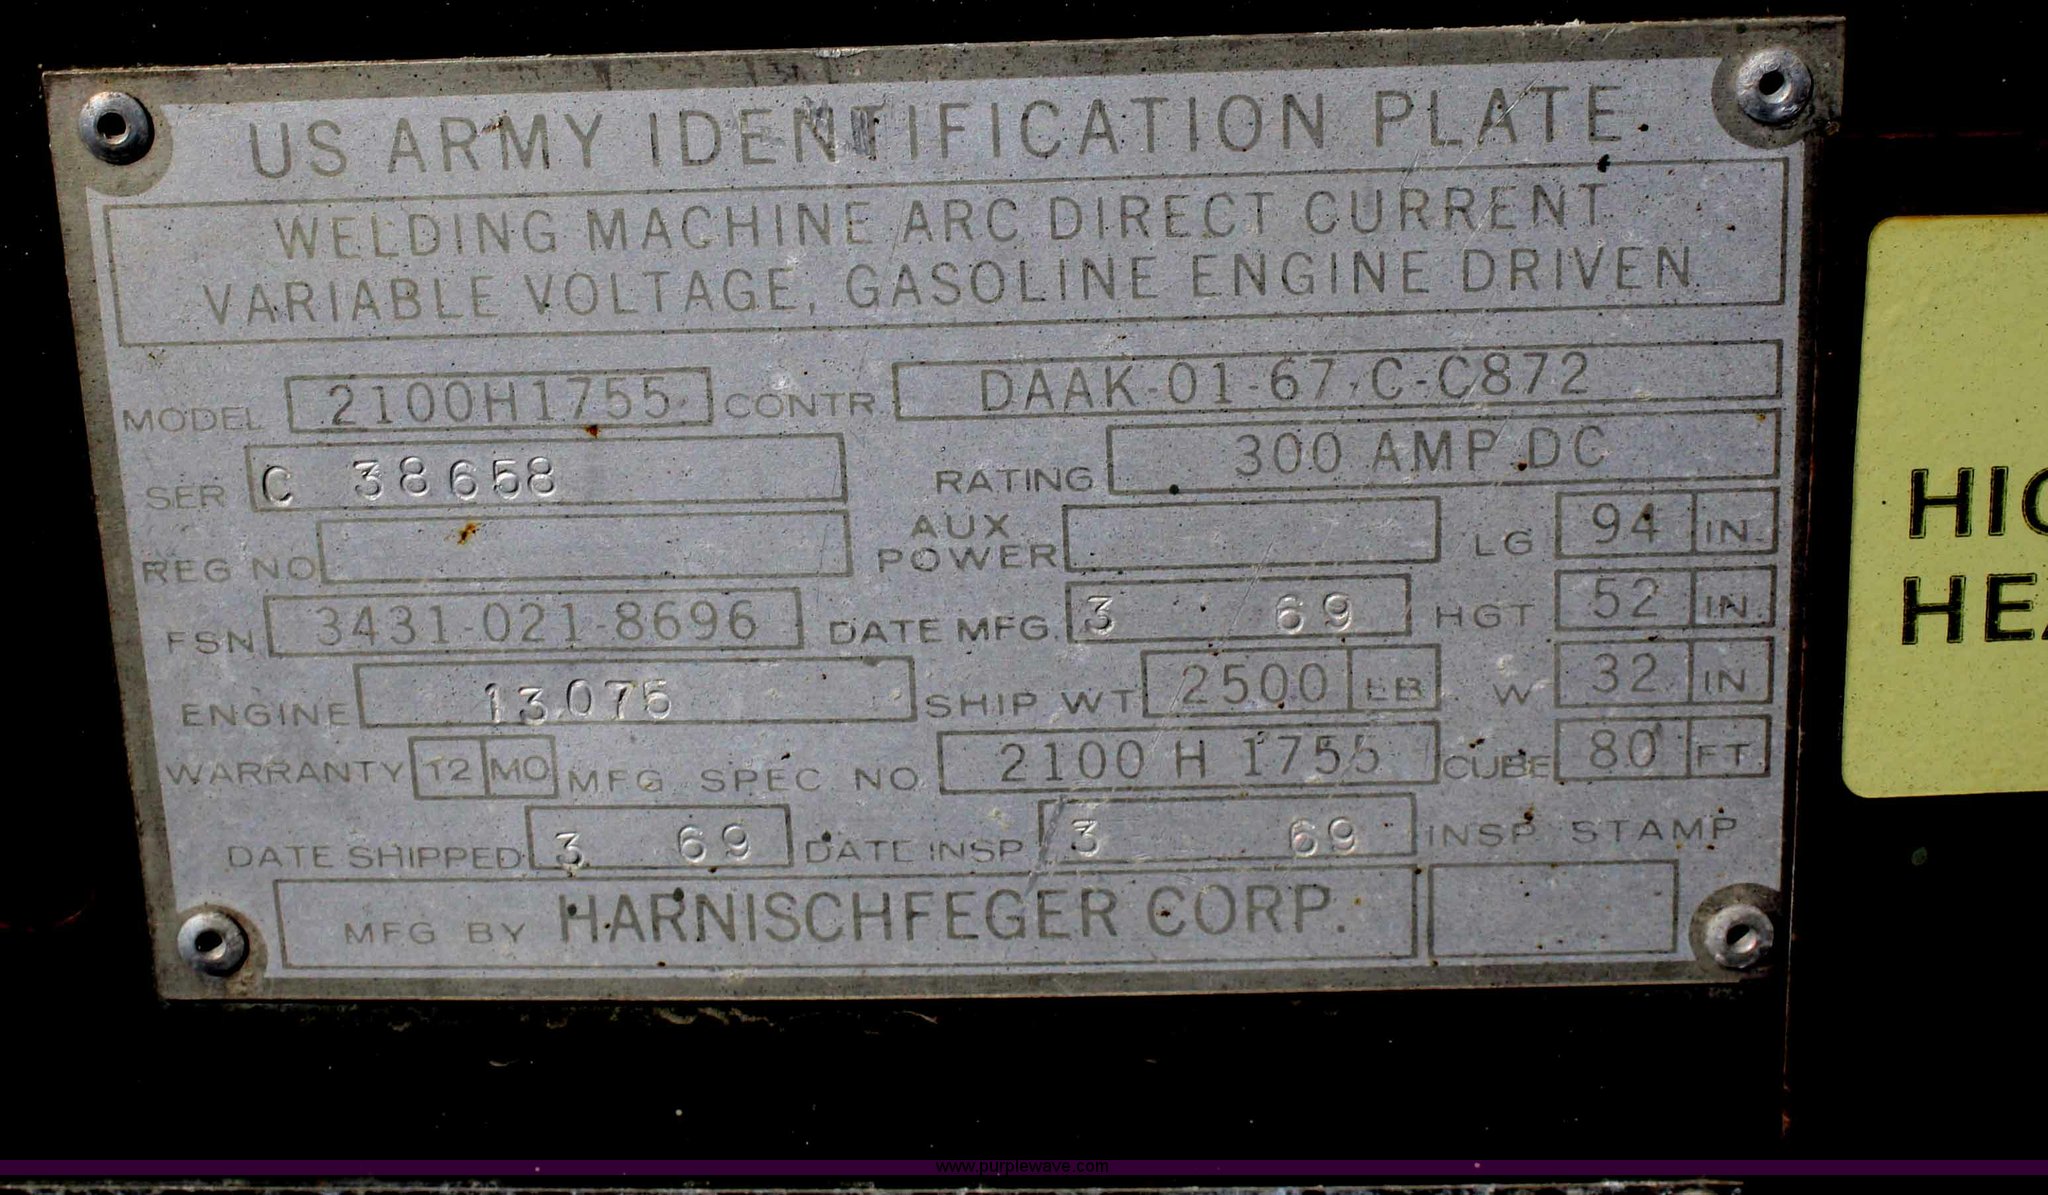 US ARMY IDENTIFICATION PLATE
WELDING MACHINE ARC DIRECT CURRENT
VARIABLE VOLTAGE, GASOLINE ENGINE DRIVEN
MODEL 2100H1755 CONTR DAAK-01-67-C-C872
SER C 38658 RATING 300 AMP DC
REG NO AUX POWER LG 94 IN
FSN 3431-021-8696 DATE MFG 3 69 HGT 52 IN
ENGINE 13075 SHIP WT 2500 LB W 32 IN
WARRANTY 12 MO MFG SPEC NO 2100 H 1755 CUBE 80 FT
DATE SHIPPED 3 69 DATE INSP 3 69 INSP STAMP
MFG BY HARNISCHFEGER CORP.
www.purplewave.com